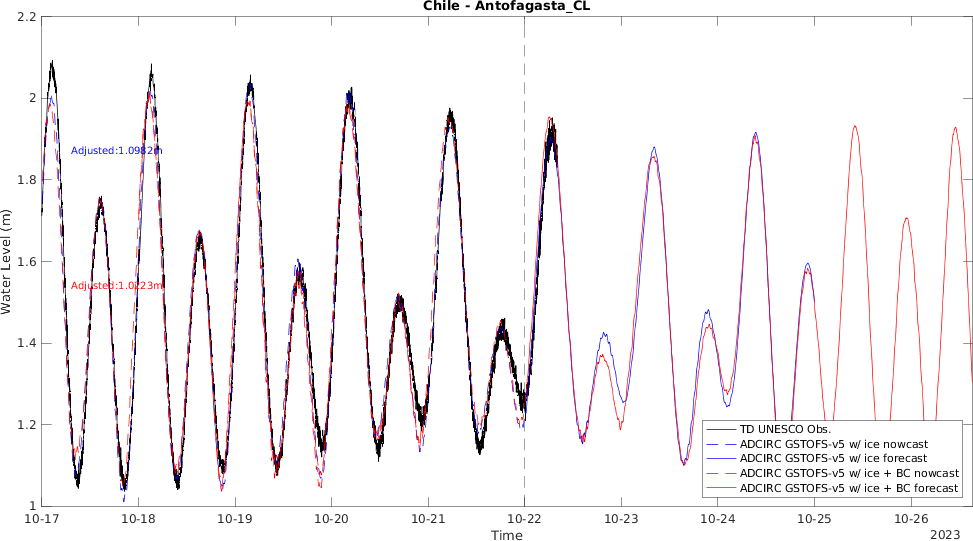 Chile - Antofagasta_CL
2.2
2
1.8
1.6
1.4
1.2
1
Water Level (m)
Adjusted:1.0982m
Adjusted:1.0223m
TD UNESCO Obs.
ADCIRC GSTOFS-v5 w/ ice nowcast
ADCIRC GSTOFS-v5 w/ ice forecast
ADCIRC GSTOFS-v5 w/ ice + BC nowcast
ADCIRC GSTOFS-v5 w/ ice + BC forecast
10-17 10-18 10-19 10-20 10-21 10-22 10-23 10-24 10-25 10-26
Time
2023